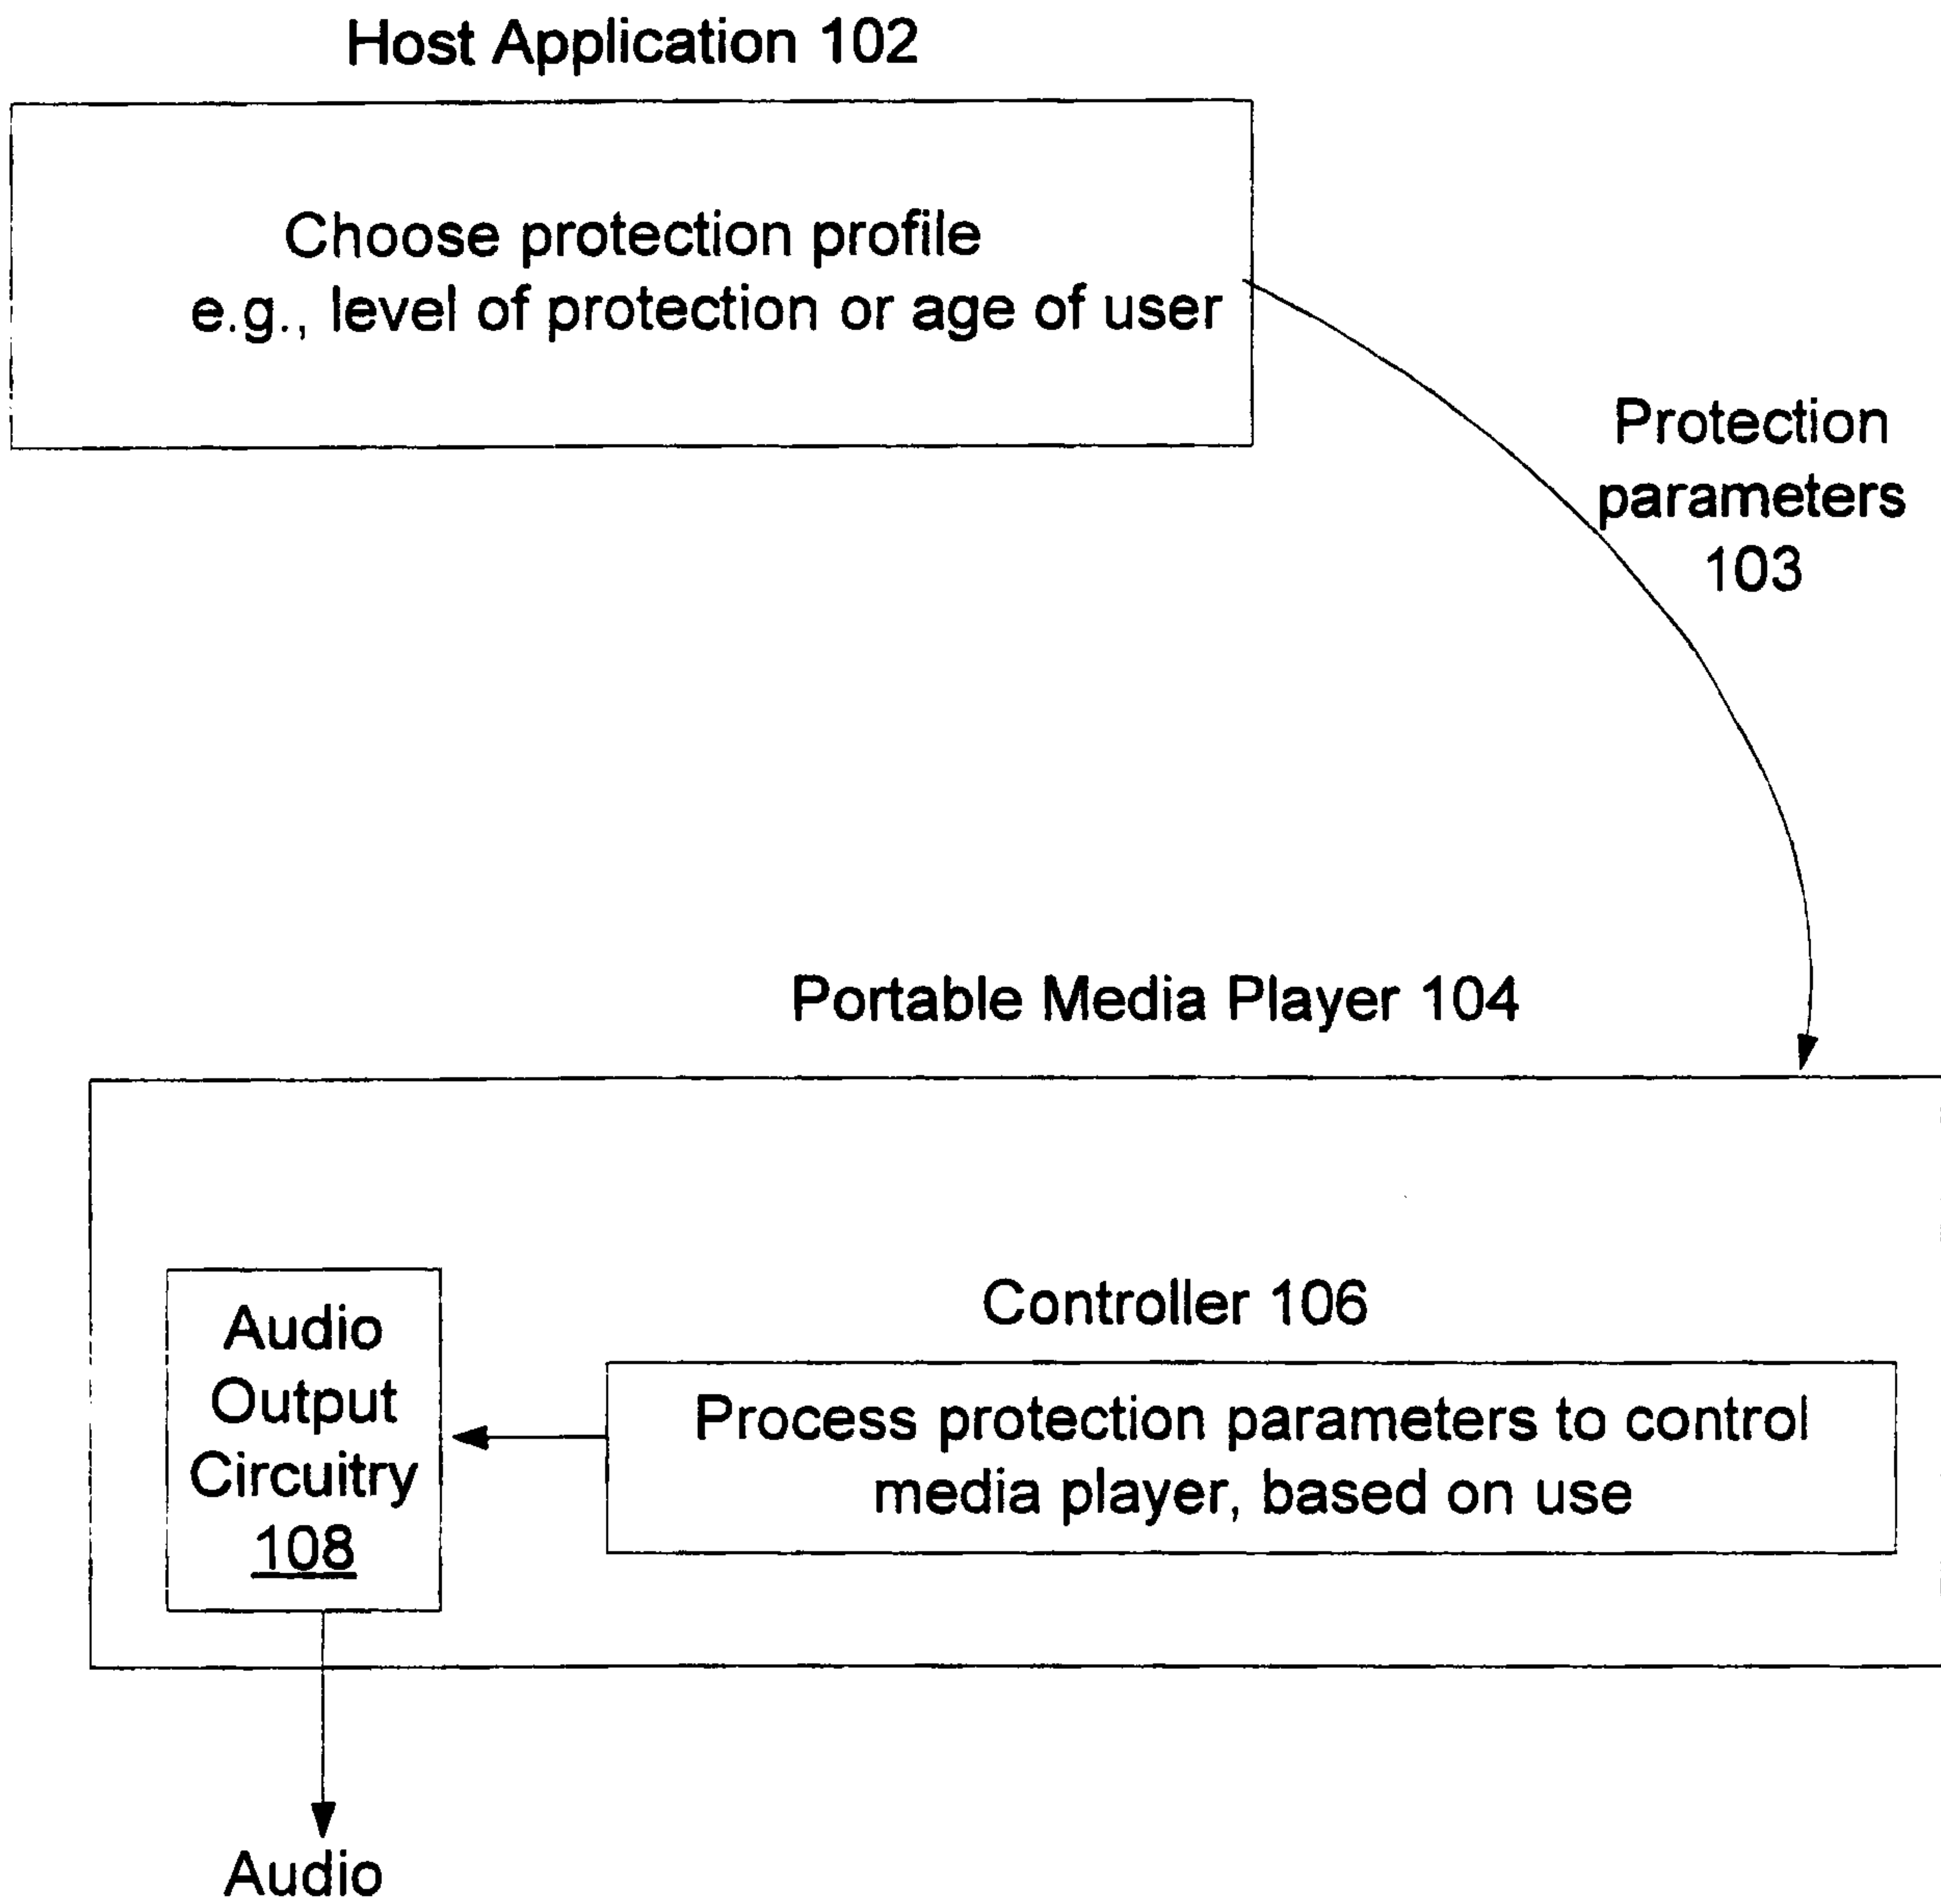 Host Application 102
Choose protection profile
e.g., level of protection or age of user
Protection
parameters
103
Portable Media Player 104
Controller 106
Audio
Output
Circuitry
108
Process protection parameters to control
media player, based on use
Audio